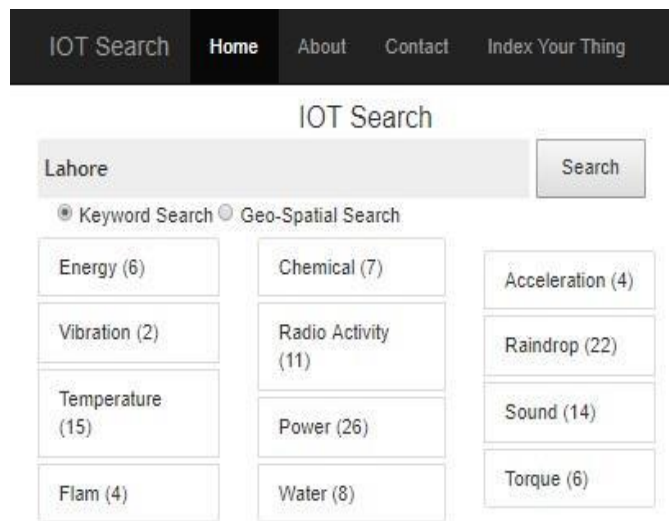 IOT Search Home About Contact Index Your Thing
IOT Search
Lahore Search
Keyword Search Geo-Spatial Search
Energy (6)
Vibration (2)
Temperature
(15)
Flam (4)
Chemical (7)
Radio Activity
(11)
Power (26)
Water (8)
Acceleration (4)
Raindrop (22)
Sound (14)
Torque (6)